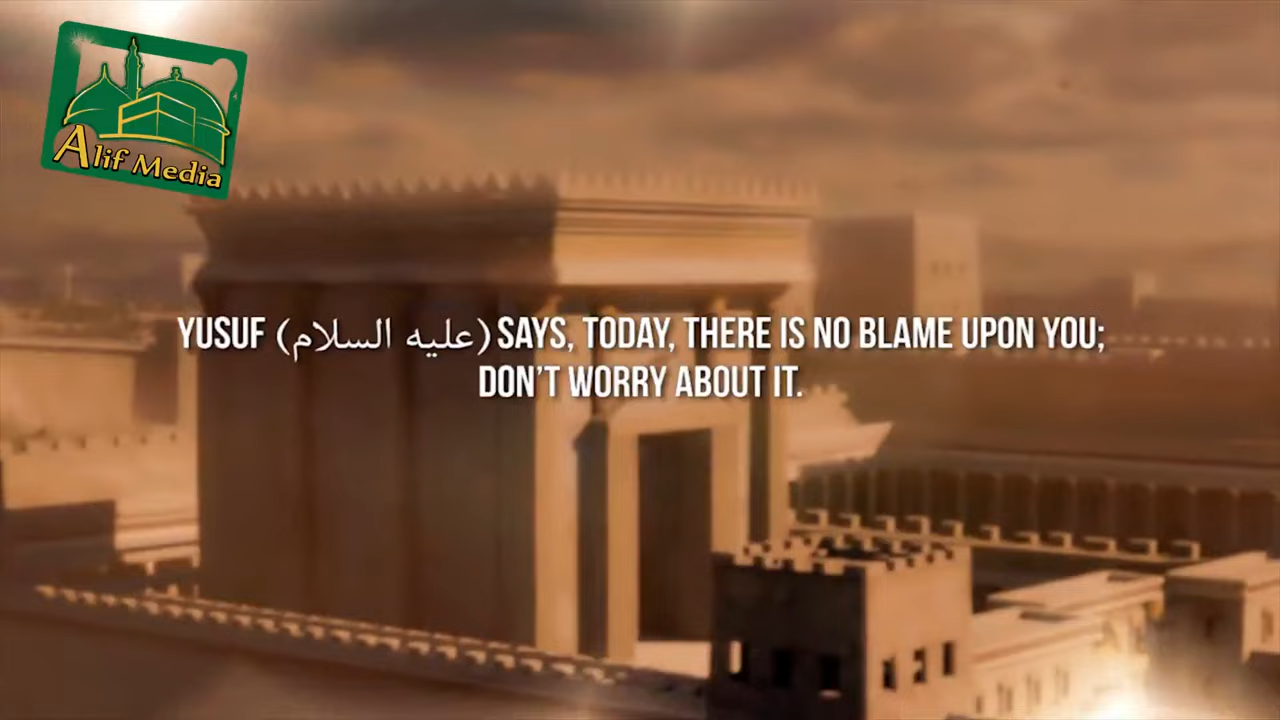 Alif Media
YUSUF (عليه السلام) SAYS, TODAY, THERE IS NO BLAME UPON YOU;
DON'T WORRY ABOUT IT.